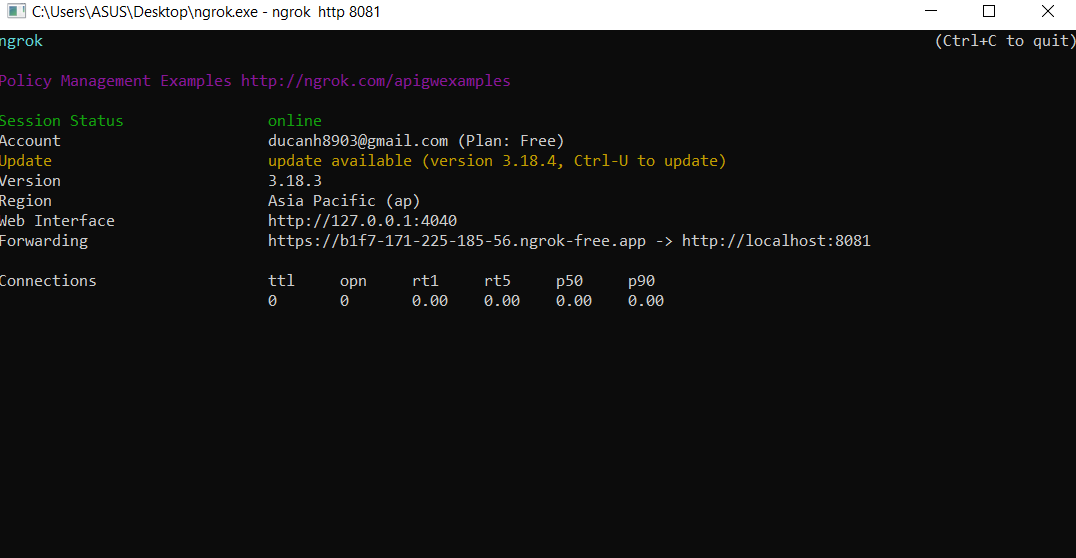 C:\Users\ASUS\Desktop\ngrok.exe - ngrok http 8081
ngrok (Ctrl+C to quit)
Policy Management Examples http://ngrok.com/apigwexamples
Session Status online
Account ducanh8903@gmail.com (Plan: Free)
Update update available (version 3.18.4, Ctrl-U to update)
Version 3.18.3
Region Asia Pacific (ap)
Web Interface http://127.0.0.1:4040
Forwarding https://b1f7-171-225-185-56.ngrok-free.app -> http://localhost:8081
Connections ttl opn rt1 rt5 p50 p90
0 0 0.00 0.00 0.00 0.00